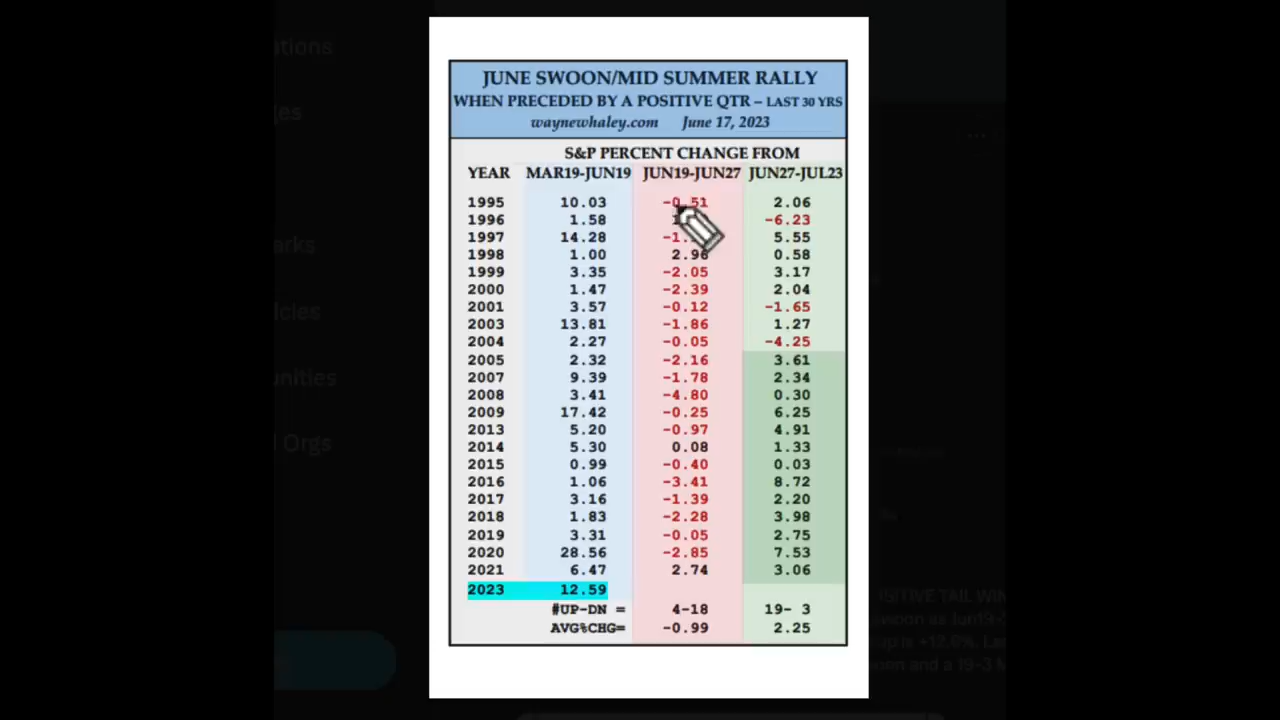 JUNE SWOON/MID SUMMER RALLY
WHEN PRECEDED BY A POSITIVE QTR – LAST 30 YRS
waynewhaley.com June 17, 2023
S&P PERCENT CHANGE FROM
YEAR MAR19-JUN19 JUN19-JUN27 JUN27-JUL23
1995 10.03 -0.51 2.06
1996 1.58 -6.23
1997 14.28 5.55
1998 1.00 2.96 0.58
1999 3.35 -2.05 3.17
2000 1.47 -2.39 2.04
2001 3.57 -0.12 -1.65
2003 13.81 -1.86 1.27
2004 2.27 -0.05 -4.25
2005 2.32 -2.16 3.61
2007 9.39 -1.78 2.34
2008 3.41 -4.80 0.30
2009 17.42 -0.25 6.25
2013 5.20 -0.97 4.91
2014 5.30 0.08 1.33
2015 0.99 -0.40 0.03
2016 1.06 -3.41 8.72
2017 3.16 -1.39 2.20
2018 1.83 -2.28 3.98
2019 3.31 -0.05 2.75
2020 28.56 -2.85 7.53
2021 6.47 2.74 3.06
2023 12.59
#UP-DN = 4-18 19- 3
AVG%CHG= -0.99 2.25